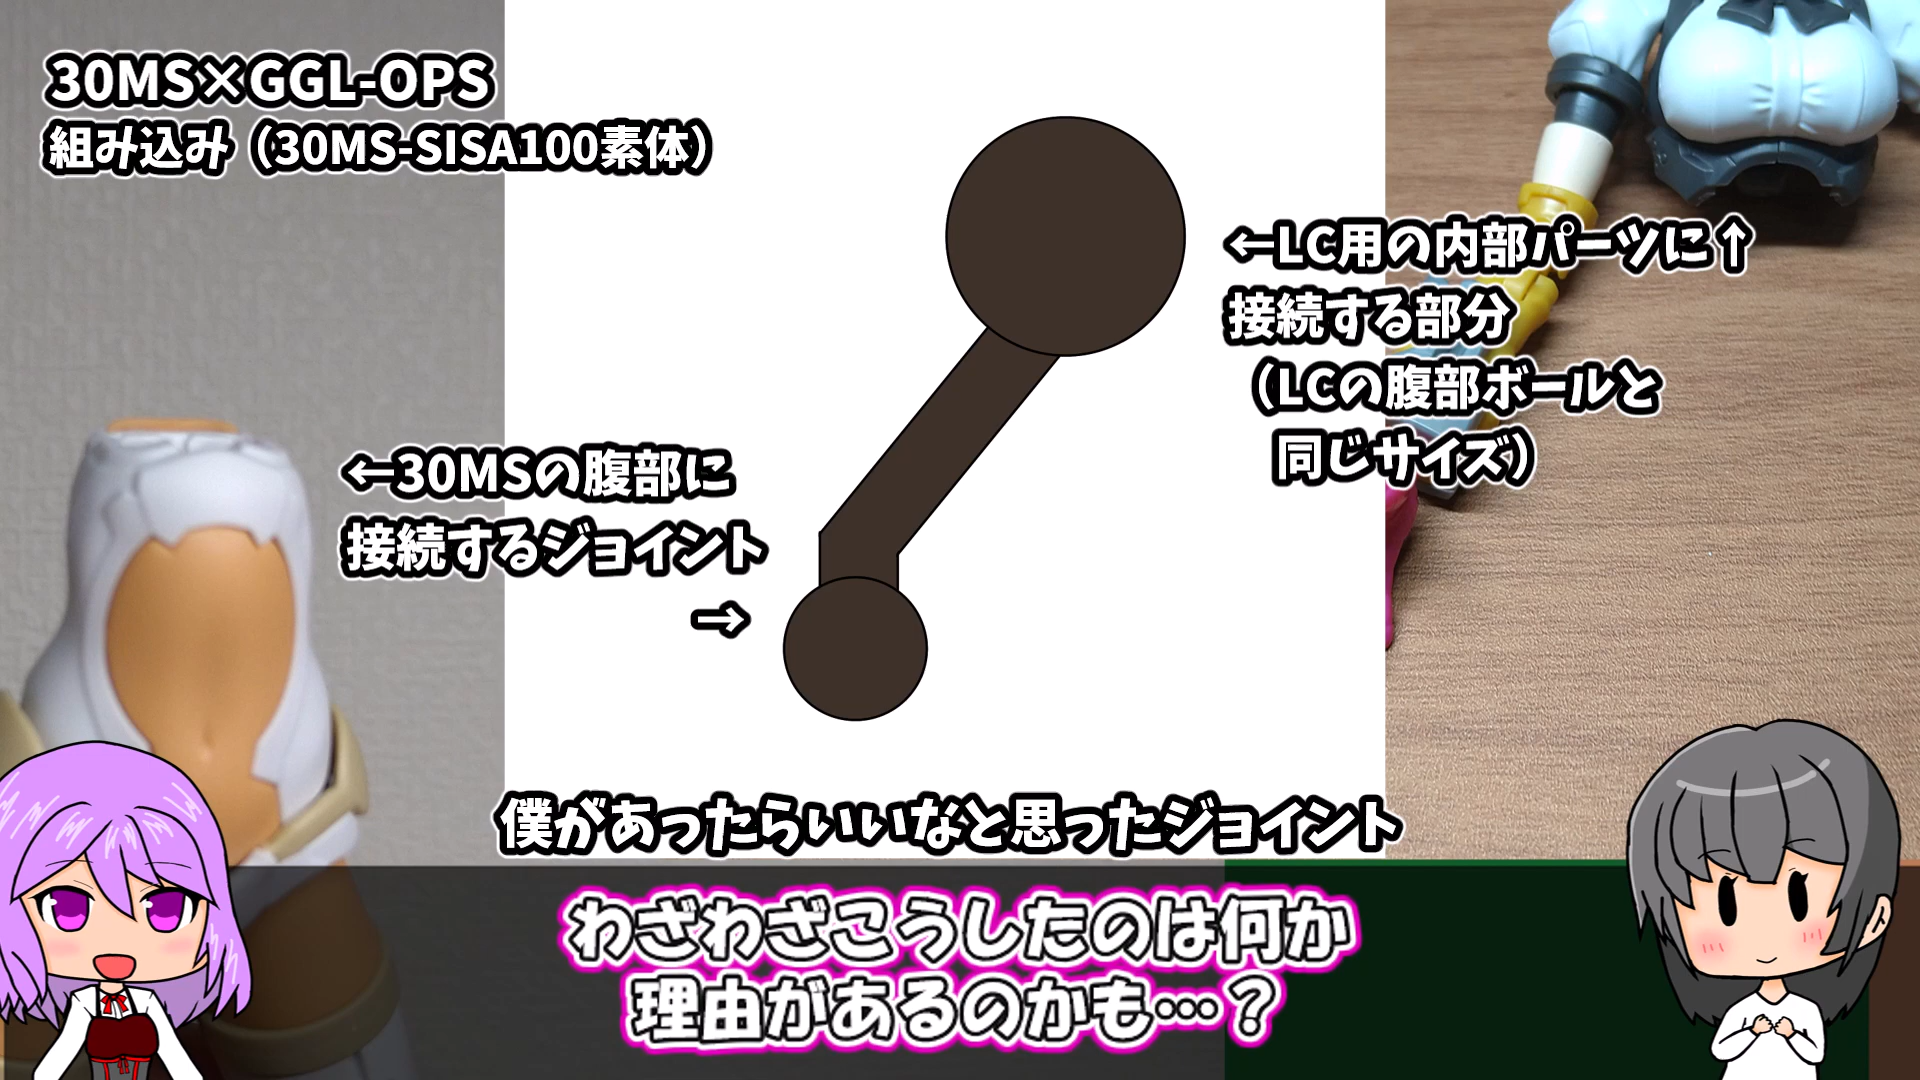 30MS×GGL-OPS
組み込み（30MS-SISA100素体）
←LC用の内部パーツに↑
接続する部分
（LCの腹部ボールと
同じサイズ）
←30MSの腹部に
接続するジョイント
→
僕があったらいいなと思ったジョイント
わざわざこうしたのは何か
理由があるのかも…？